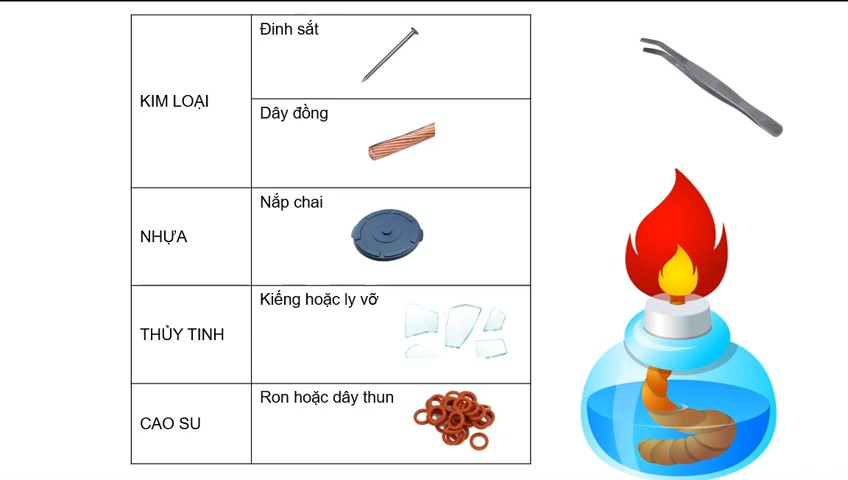 KIM LOẠI
Đinh sắt
Dây đồng
NHỰA
Nắp chai
THỦY TINH
Kiếng hoặc ly vỡ
CAO SU
Ron hoặc dây thun